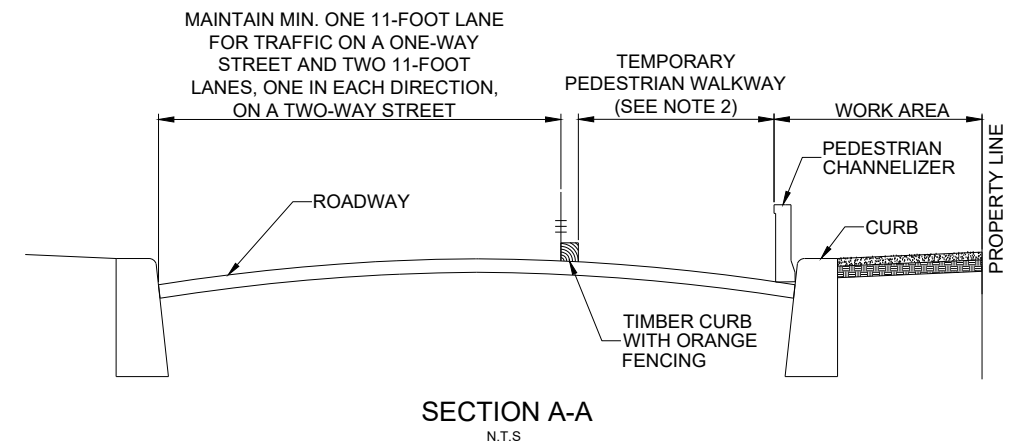 MAINTAIN MIN. ONE 11-FOOT LANE
FOR TRAFFIC ON A ONE-WAY
STREET AND TWO 11-FOOT
LANES, ONE IN EACH DIRECTION,
ON A TWO-WAY STREET
TEMPORARY
PEDESTRIAN WALKWAY
(SEE NOTE 2)
WORK AREA
PEDESTRIAN
CHANNELIZER
PROPERTY LINE
ROADWAY
CURB
TIMBER CURB
WITH ORANGE
FENCING
SECTION A-A
N.T.S